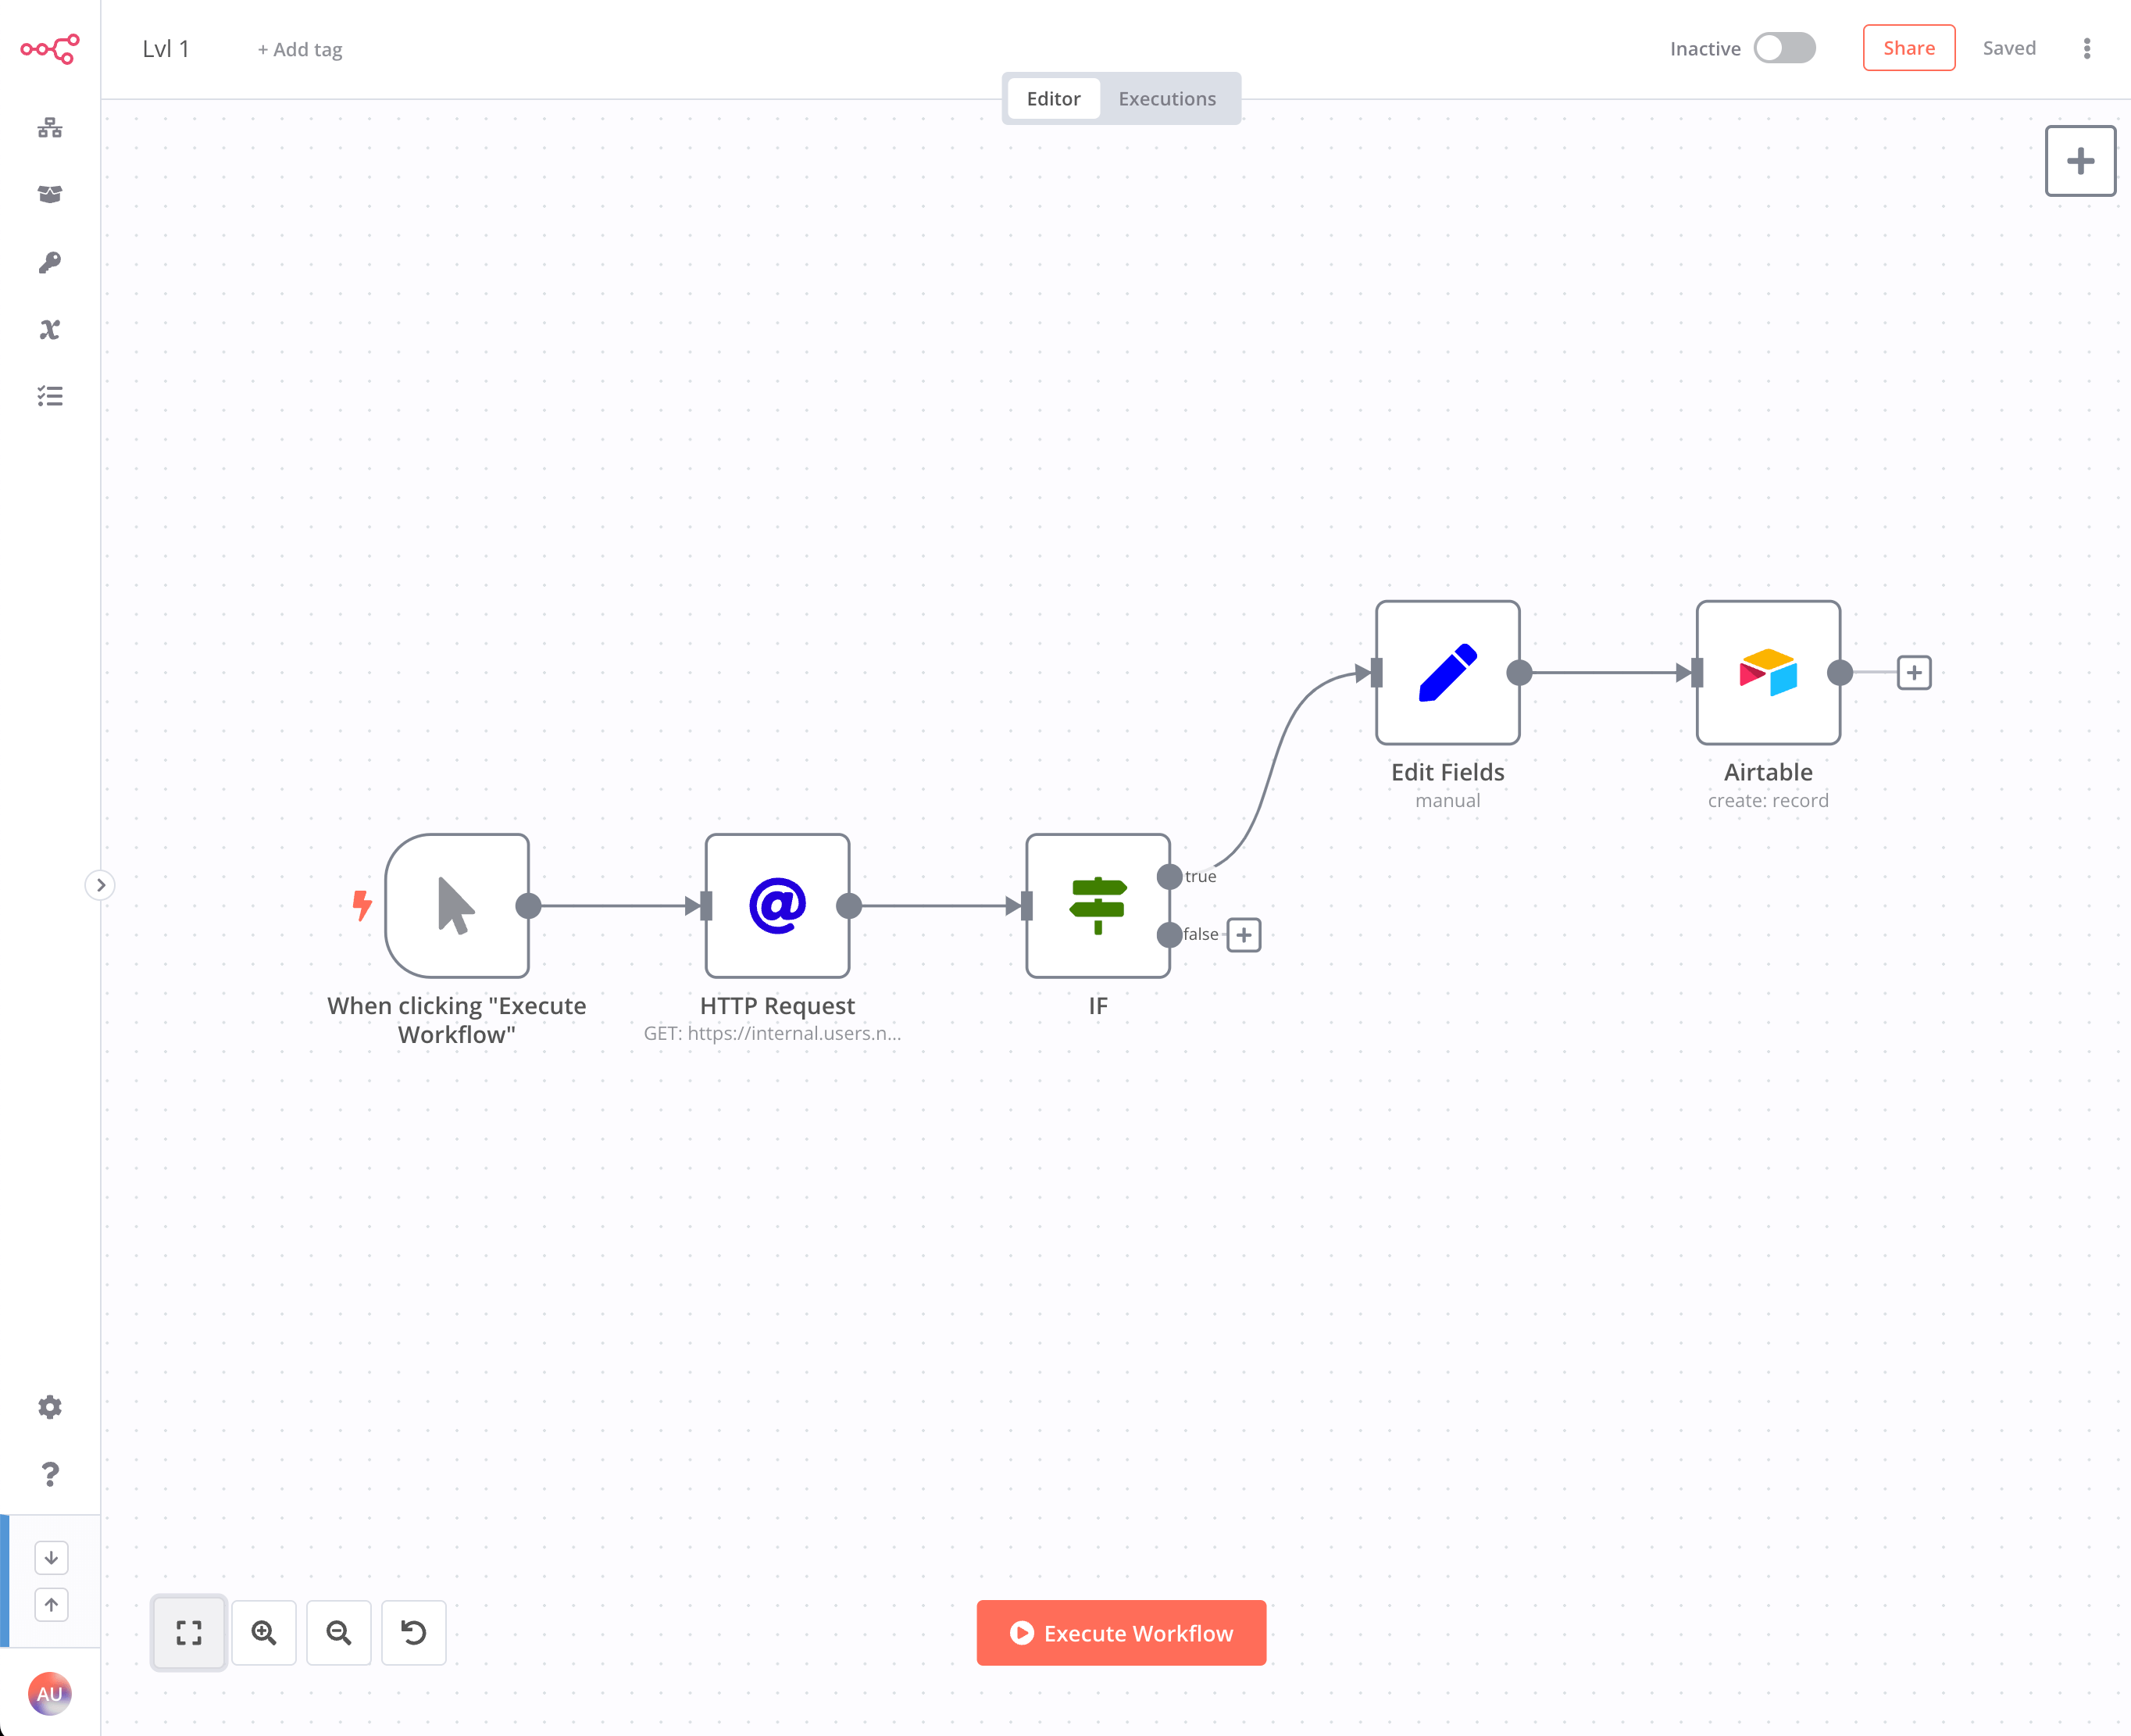 Lvl 1
+ Add tag
Inactive
Share
Saved
Editor
Executions
Edit Fields
manual
Airtable
create: record
true
false
When clicking "Execute
Workflow"
HTTP Request
GET: https://internal.users.n...
IF
Execute Workflow
AU